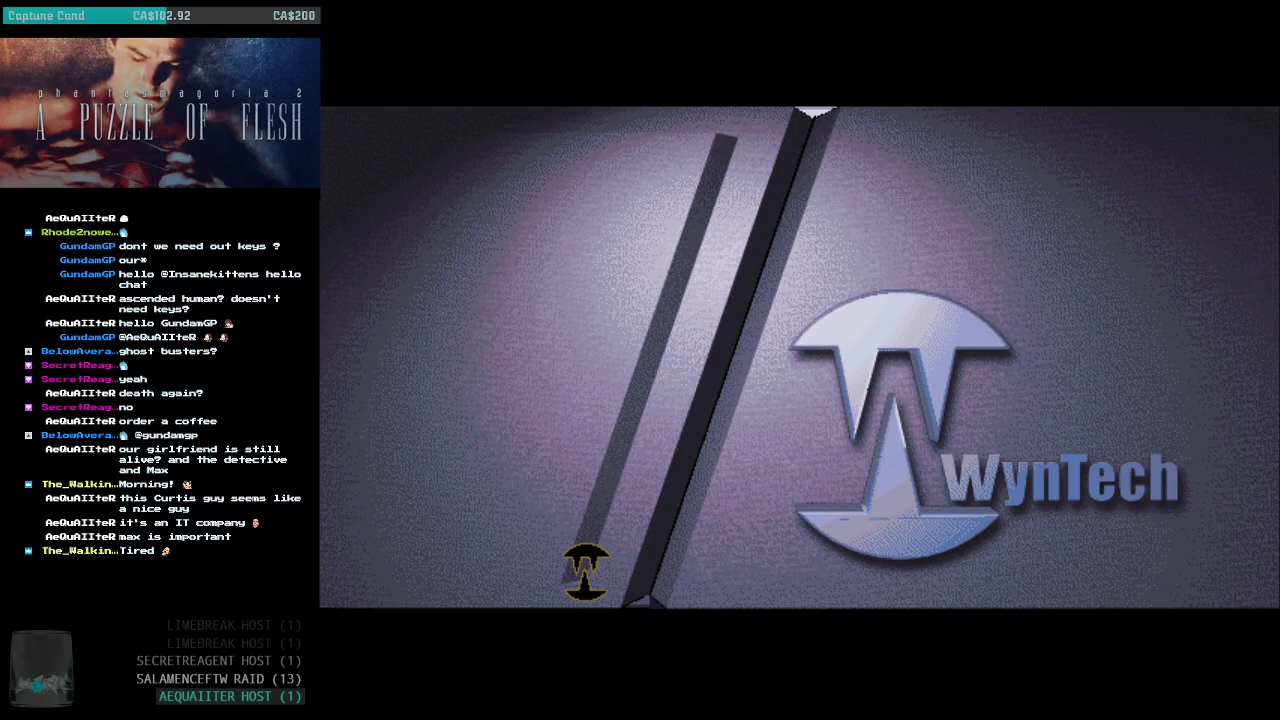 Capture Card CA$102.92 CA$200
phantasmagoria 2
A PUZZLE OF FLESH
AeQuAIIteR
Rhode2nowe…
GundamGP dont we need out keys ?
GundamGP our*
GundamGP hello @Insanekittens hello
chat
AeQuAIIteR ascended human? doesn't
need keys?
AeQuAIIteR hello GundamGP
GundamGP @AeQuAIIteR
BelowAvera… ghost busters?
SecretReag…
SecretReag… yeah
AeQuAIIteR death again?
SecretReag… no
AeQuAIIteR order a coffee
BelowAvera… @gundamgp
AeQuAIIteR our girlfriend is still
alive? and the detective
and Max
The_Walkin… Morning!
AeQuAIIteR this Curtis guy seems like
a nice guy
AeQuAIIteR it's an IT company
AeQuAIIteR max is important
The_Walkin… Tired
WynTech
LIMEBREAK HOST (1)
LIMEBREAK HOST (1)
SECRETREAGENT HOST (1)
SALAMENCEFTW RAID (13)
AEQUAIITER HOST (1)